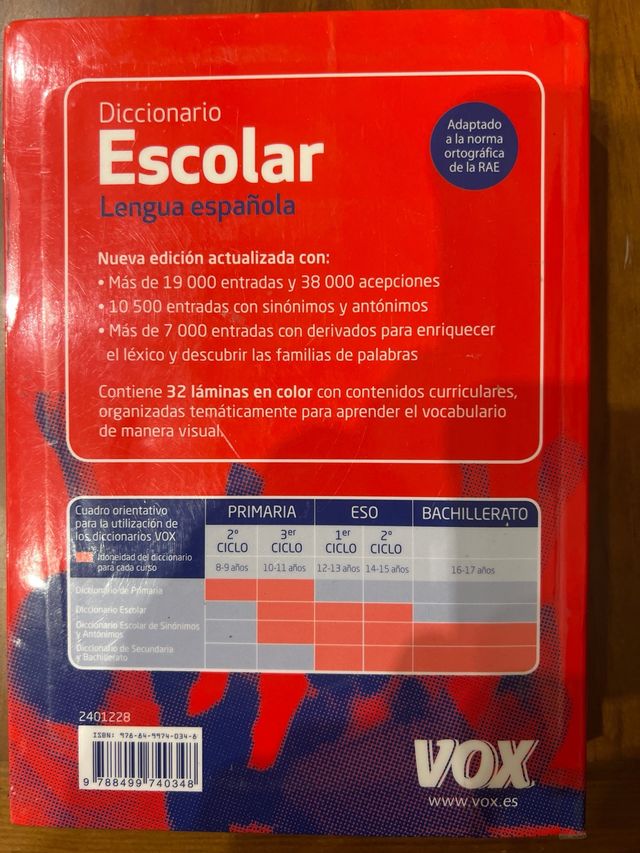 Diccionario
Escolar
Lengua española
Adaptado
a la norma
ortográfica
de la RAE
Nueva edición actualizada con:
• Más de 19 000 entradas y 38 000 acepciones
• 10 500 entradas con sinónimos y antónimos
• Más de 7 000 entradas con derivados para enriquecer
el léxico y descubrir las familias de palabras
Contiene 32 láminas en color con contenidos curriculares,
organizadas temáticamente para aprender el vocabulario
de manera visual.
Cuadro orientativo
para la utilización de
los diccionarios VOX
Idoneidad del diccionario
para cada curso
PRIMARIA ESO BACHILLERATO
2º CICLO 3er CICLO 1er CICLO 2º CICLO
8-9 años 10-11 años 12-13 años 14-15 años 16-17 años
Diccionario de Primaria
Diccionario Escolar
Diccionario Escolar de Sinónimos
y Antónimos
Diccionario de Secundaria
y Bachillerato
2401228
ISBN: 978-84-9974-034-8
9 788499 740348
VOX
www.vox.es